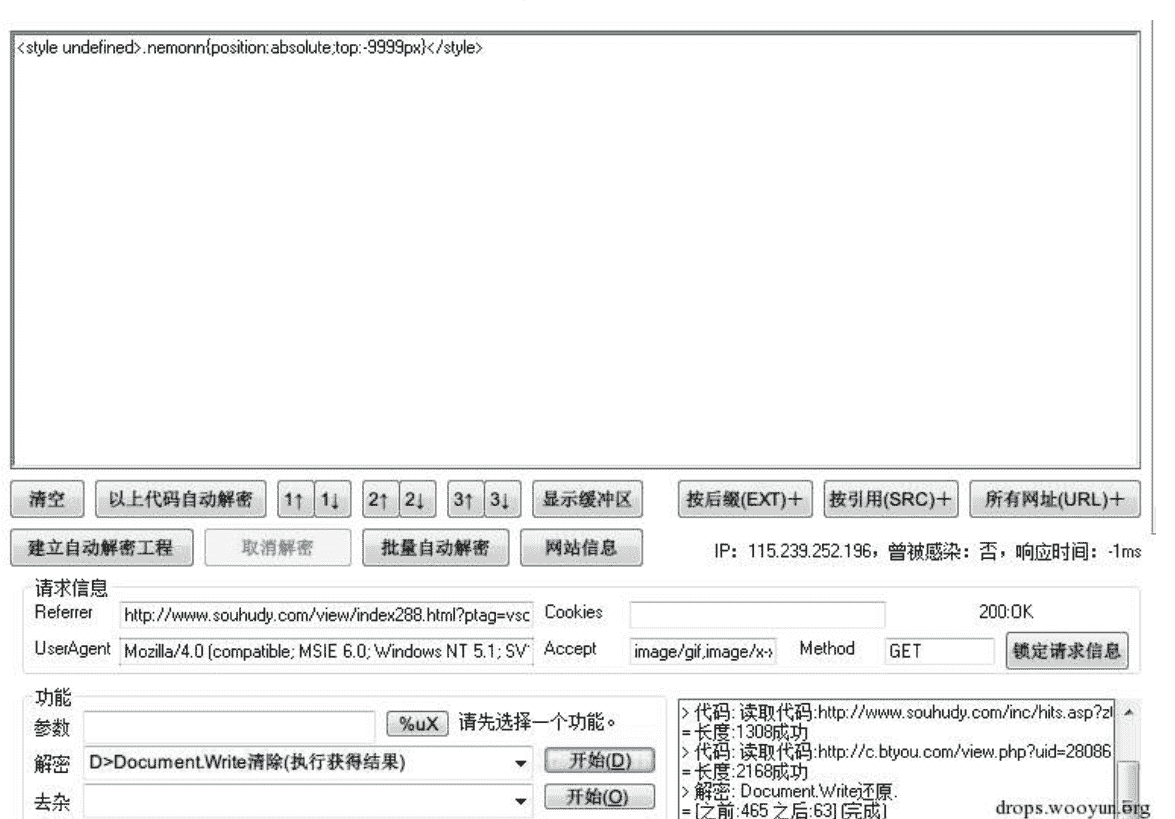 <style undefined>.nemonn{position:absolute;top:-9999px}</style>
清空 以上代码自动解密 1↑ 1↓ 2↑ 2↓ 3↑ 3↓ 显示缓冲区 按后缀(EXT)+ 按引用(SRC)+ 所有网址(URL)+
建立自动解密工程 取消解密 批量自动解密 网站信息 IP：115.239.252.196，曾被感染：否，响应时间：-1ms
请求信息
Referrer http://www.souhudy.com/view/index288.html?ptag=vsc Cookies 200:OK
UserAgent Mozilla/4.0 (compatible; MSIE 6.0; Windows NT 5.1; SV Accept image/gif,image/x- Method GET 锁定请求信息
功能
参数 %uX 请先选择一个功能。
解密 D>Document.Write清除(执行获得结果) 开始(D)
去杂 开始(O)
> 代码: 读取代码:http://www.souhudy.com/inc/hits.asp?zl
= 长度:1308成功
> 代码: 读取代码:http://c.btyou.com/view.php?uid=28086
= 长度:2168成功
> 解密: Document.Write还原.
= [之前:465 之后:63] [完成]
drops.wooyun.org